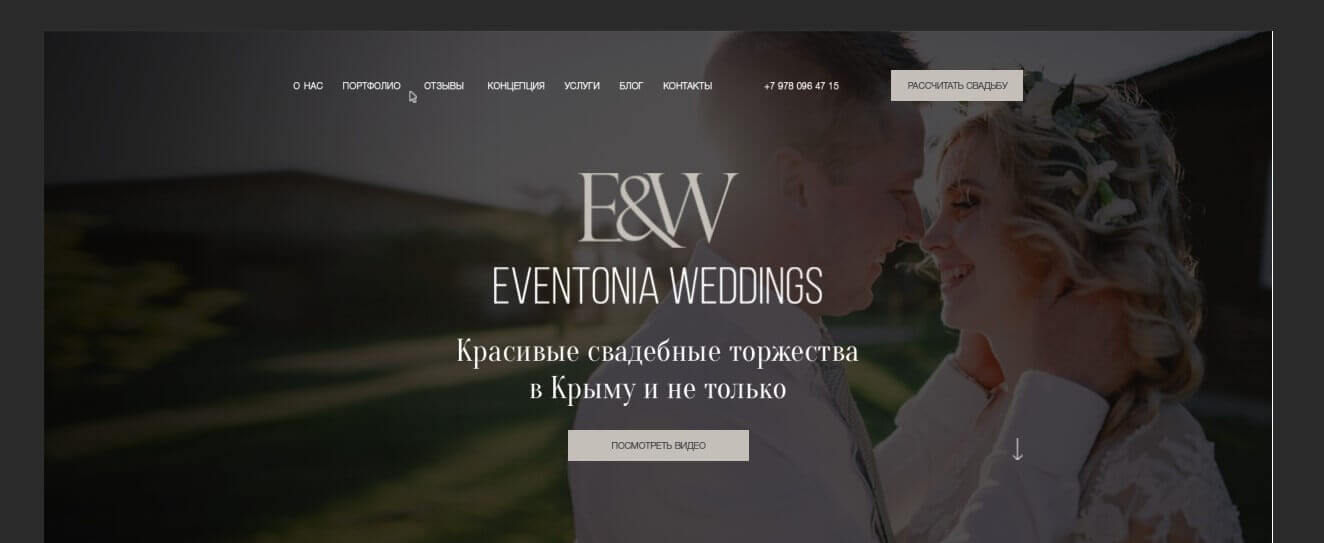 О НАС ПОРТФОЛИО ОТЗЫВЫ КОНЦЕПЦИЯ УСЛУГИ БЛОГ КОНТАКТЫ +7 978 096 47 15 РАССЧИТАТЬ СВАДЬБУ
E&W
EVENTONIA WEDDINGS
Красивые свадебные торжества
в Крыму и не только
ПОСМОТРЕТЬ ВИДЕО